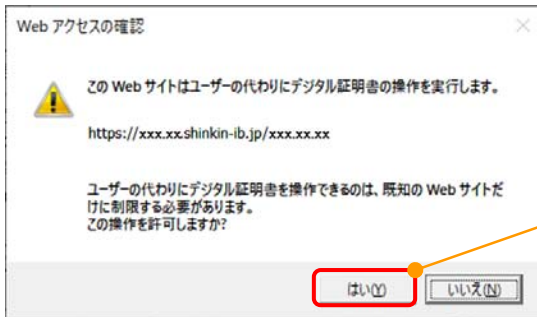 Web アクセスの確認
この Web サイトはユーザーの代わりにデジタル証明書の操作を実行します。
https://xxx.xx.shinkin-ib.jp/xxx.xx.xx
ユーザーの代わりにデジタル証明書を操作できるのは、既知の Web サイトだ
けに制限する必要があります。
この操作を許可しますか?
はい(Y)
いいえ(N)